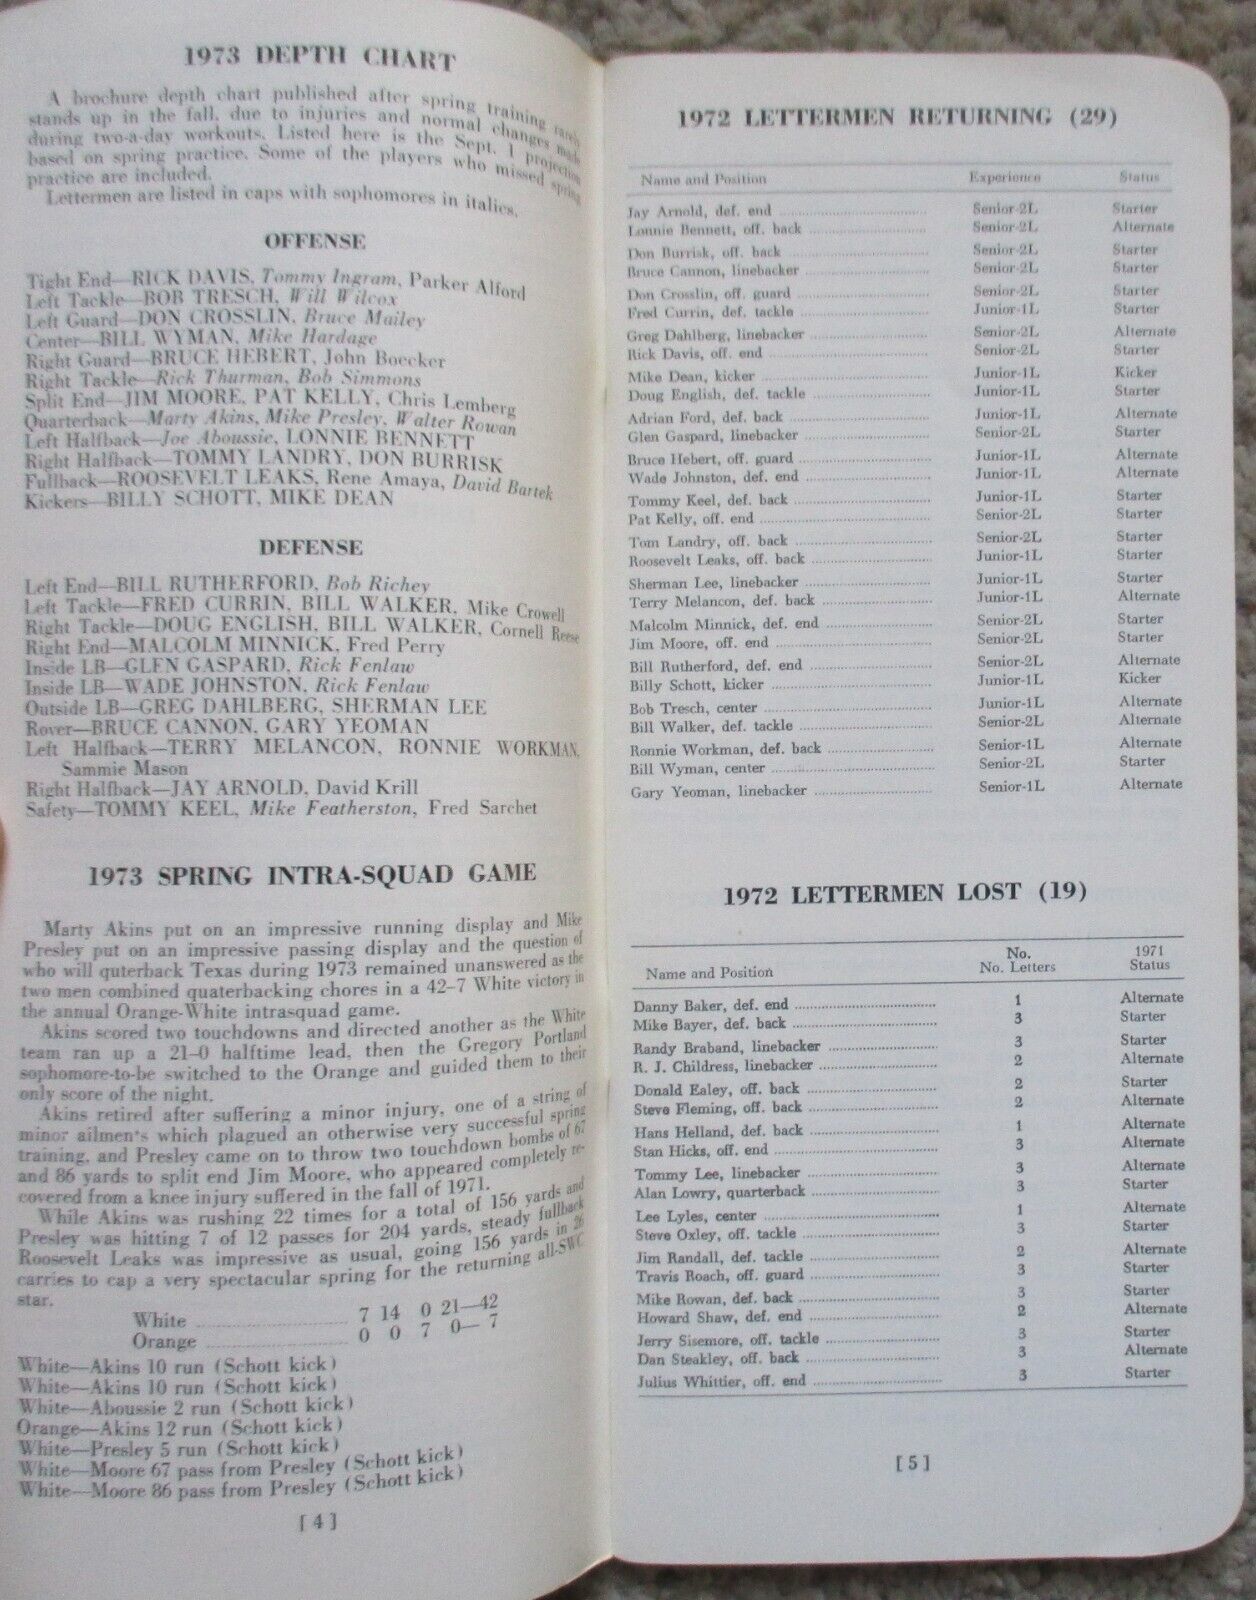 1973 DEPTH CHART
A brochure depth chart published after spring training rarely
stands up in the fall, due to injuries and normal changes made
during two-a-day workouts. Listed here is the Sept. 1 projection
based on spring practice. Some of the players who missed spring
practice are included.
Lettermen are listed in caps with sophomores in italics.
OFFENSE
Tight End—RICK DAVIS, Tommy Ingram, Parker Alford
Left Tackle—BOB TRESCH, Will Wilcox
Left Guard—DON CROSSLIN, Bruce Mailey
Center—BILL WYMAN, Mike Hardage
Right Guard—BRUCE HEBERT, John Boecker
Right Tackle—Rick Thurman, Bob Simmons
Split End—JIM MOORE, PAT KELLY, Chris Lemberg
Quarterback—Marty Akins, Mike Presley, Walter Rowan
Left Halfback—Joe Aboussie, LONNIE BENNETT
Right Halfback—TOMMY LANDRY, DON BURRISK
Fullback—ROOSEVELT LEAKS, Rene Amaya, David Bartek
Kickers—BILLY SCHOTT, MIKE DEAN
DEFENSE
Left End—BILL RUTHERFORD, Bob Richey
Left Tackle—FRED CURRIN, BILL WALKER, Mike Crowell
Right Tackle—DOUG ENGLISH, BILL WALKER, Cornell Reese
Right End—MALCOLM MINNICK, Fred Perry
Inside LB—GLEN GASPARD, Rick Fenlaw
Inside LB—WADE JOHNSTON, Rick Fenlaw
Outside LB—GREG DAHLBERG, SHERMAN LEE
Rover—BRUCE CANNON, GARY YEOMAN
Left Halfback—TERRY MELANCON, RONNIE WORKMAN,
Sammie Mason
Right Halfback—JAY ARNOLD, David Krill
Safety—TOMMY KEEL, Mike Featherston, Fred Sarchet
1973 SPRING INTRA-SQUAD GAME
Marty Akins put on an impressive running display and Mike
Presley put on an impressive passing display and the question of
who will quterback Texas during 1973 remained unanswered as the
two men combined quaterbacking chores in a 42-7 White victory in
the annual Orange-White intrasquad game.
Akins scored two touchdowns and directed another as the White
team ran up a 21-0 halftime lead, then the Gregory Portland
sophomore-to-be switched to the Orange and guided them to their
only score of the night.
Akins retired after suffering a minor injury, one of a string of
minor ailmen's which plagued an otherwise very successful spring
training, and Presley came on to throw two touchdown bombs of 67
and 86 yards to split end Jim Moore, who appeared completely re-
covered from a knee injury suffered in the fall of 1971.
While Akins was rushing 22 times for a total of 156 yards and
Presley was hitting 7 of 12 passes for 204 yards, steady fullback
Roosevelt Leaks was impressive as usual, going 156 yards in 26
carries to cap a very spectacular spring for the returning all-SWC
star.
White 7 14 0 21—42
Orange 0 0 7 0— 7
White—Akins 10 run (Schott kick)
White—Akins 10 run (Schott kick)
White—Aboussie 2 run (Schott kick)
Orange—Akins 12 run (Schott kick)
White—Presley 5 run (Schott kick)
White—Moore 67 pass from Presley (Schott kick)
White—Moore 86 pass from Presley (Schott kick)
[ 4 ]
1972 LETTERMEN RETURNING (29)
Name and Position Experience Status
Jay Arnold, def. end Senior-2L Starter
Lonnie Bennett, off. back Senior-2L Alternate
Don Burrisk, off. back Senior-2L Starter
Bruce Cannon, linebacker Senior-2L Starter
Don Crosslin, off. guard Senior-2L Starter
Fred Currin, def. tackle Junior-1L Starter
Greg Dahlberg, linebacker Senior-2L Alternate
Rick Davis, off. end Senior-2L Starter
Mike Dean, kicker Junior-1L Kicker
Doug English, def. tackle Junior-1L Starter
Adrian Ford, def. back Junior-1L Alternate
Glen Gaspard, linebacker Senior-2L Starter
Bruce Hebert, off. guard Junior-1L Alternate
Wade Johnston, def. end Junior-1L Alternate
Tommy Keel, def. back Junior-1L Starter
Pat Kelly, off. end Senior-2L Starter
Tom Landry, off. back Senior-2L Starter
Roosevelt Leaks, off. back Junior-1L Starter
Sherman Lee, linebacker Junior-1L Starter
Terry Melancon, def. back Junior-1L Alternate
Malcolm Minnick, def. end Senior-2L Starter
Jim Moore, off. end Senior-2L Starter
Bill Rutherford, def. end Senior-2L Alternate
Billy Schott, kicker Junior-1L Kicker
Bob Tresch, center Junior-1L Alternate
Bill Walker, def. tackle Senior-2L Alternate
Ronnie Workman, def. back Senior-1L Alternate
Bill Wyman, center Senior-2L Starter
Gary Yeoman, linebacker Senior-1L Alternate
1972 LETTERMEN LOST (19)
No. 1971
Name and Position No. Letters Status
Danny Baker, def. end 1 Alternate
Mike Bayer, def. back 3 Starter
Randy Braband, linebacker 3 Starter
R. J. Childress, linebacker 2 Alternate
Donald Ealey, off. back 2 Starter
Steve Fleming, off. back 2 Alternate
Hans Helland, def. back 1 Alternate
Stan Hicks, off. end 3 Alternate
Tommy Lee, linebacker 3 Alternate
Alan Lowry, quarterback 3 Starter
Lee Lyles, center 1 Alternate
Steve Oxley, off. tackle 3 Starter
Jim Randall, def. tackle 2 Alternate
Travis Roach, off. guard 3 Starter
Mike Rowan, def. back 3 Starter
Howard Shaw, def. end 2 Alternate
Jerry Sisemore, off. tackle 3 Starter
Dan Steakley, off. back 3 Alternate
Julius Whittier, off. end 3 Starter
[ 5 ]